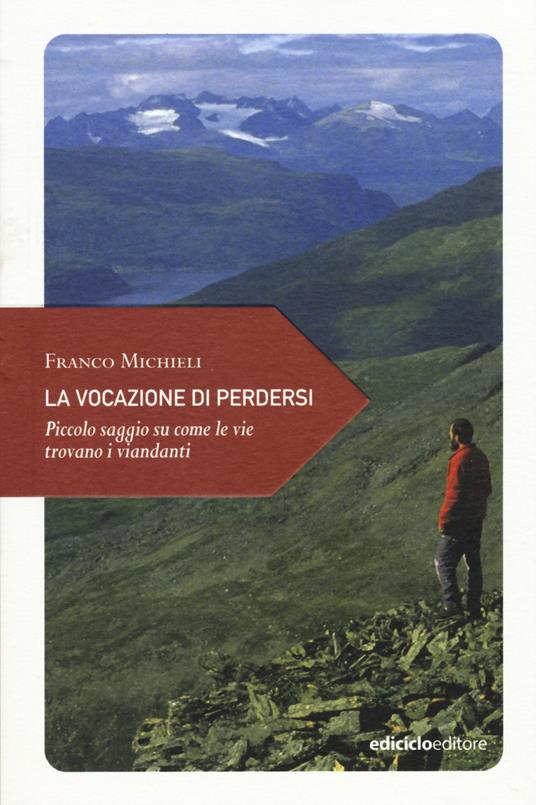 FRANCO MICHIELI
LA VOCAZIONE DI PERDERSI
Piccolo saggio su come le vie
trovano i viandanti
ediciclo editore